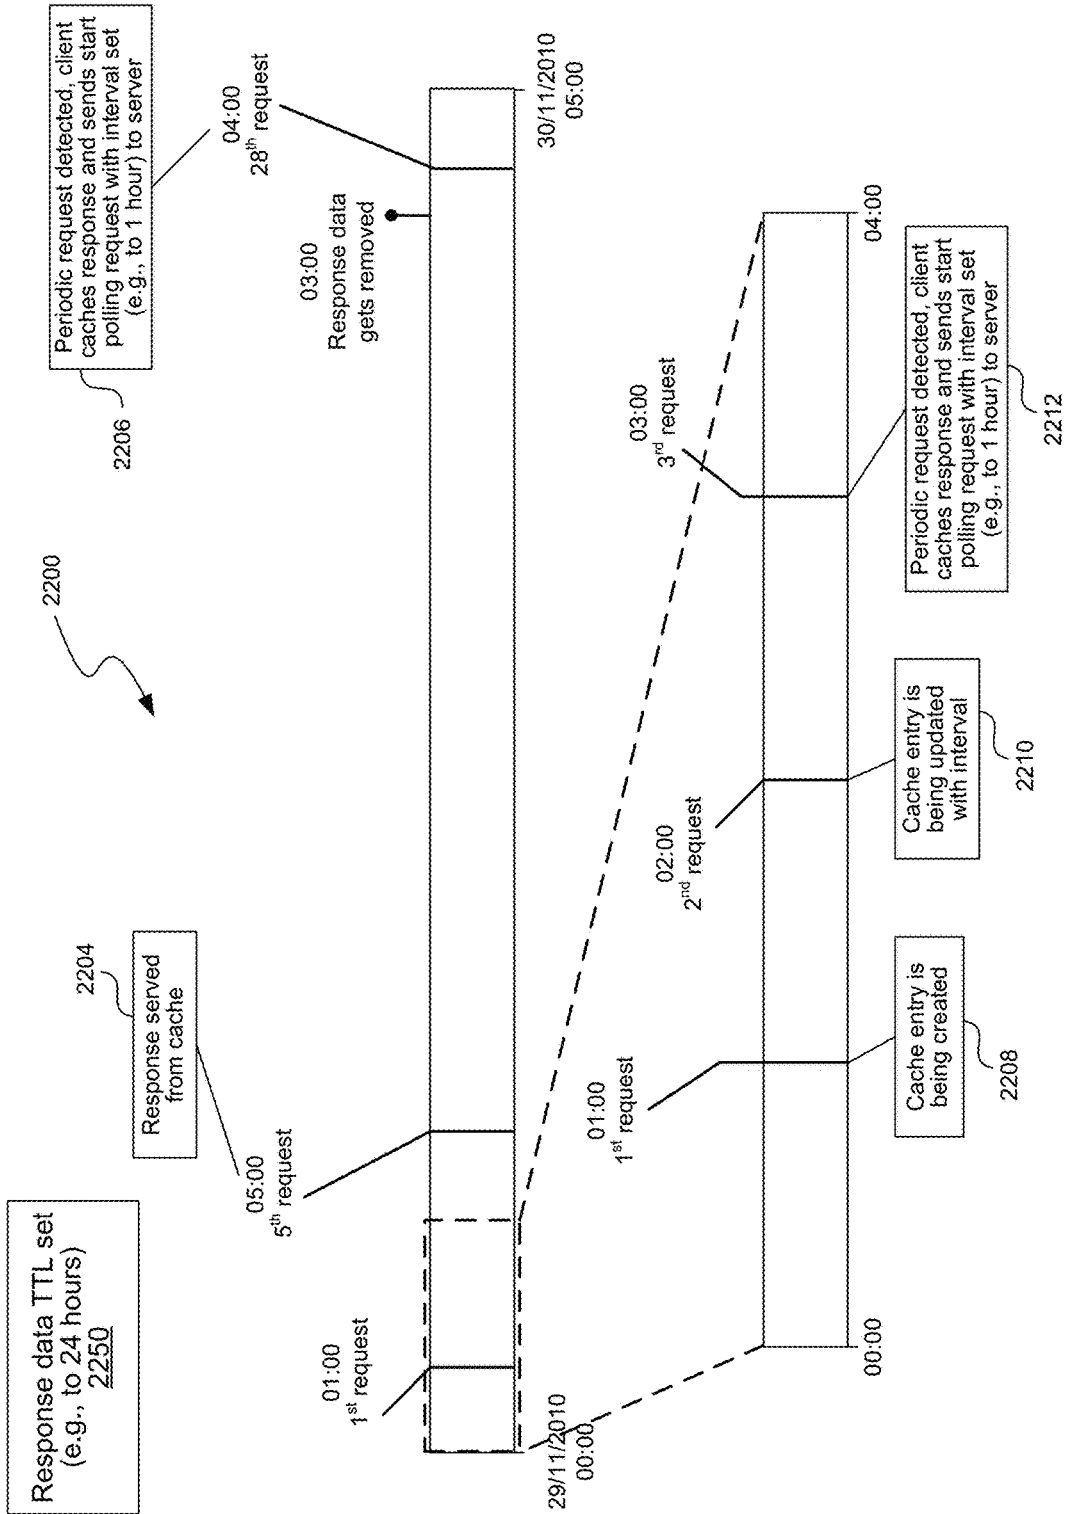 Response data TTL set
(e.g., to 24 hours)
2250
2200
2204
Response served
from cache
2206
Periodic request detected, client
caches response and sends start
polling request with interval set
(e.g., to 1 hour) to server
01:00
1st request
05:00
5th request
03:00
Response data
gets removed
04:00
28th request
29/11/2010
00:00
30/11/2010
05:00
01:00
1st request
02:00
2nd request
03:00
3rd request
00:00
04:00
Cache entry is
being created
2208
Cache entry is
being updated
with interval
2210
Periodic request detected, client
caches response and sends start
polling request with interval set
(e.g., to 1 hour) to server
2212